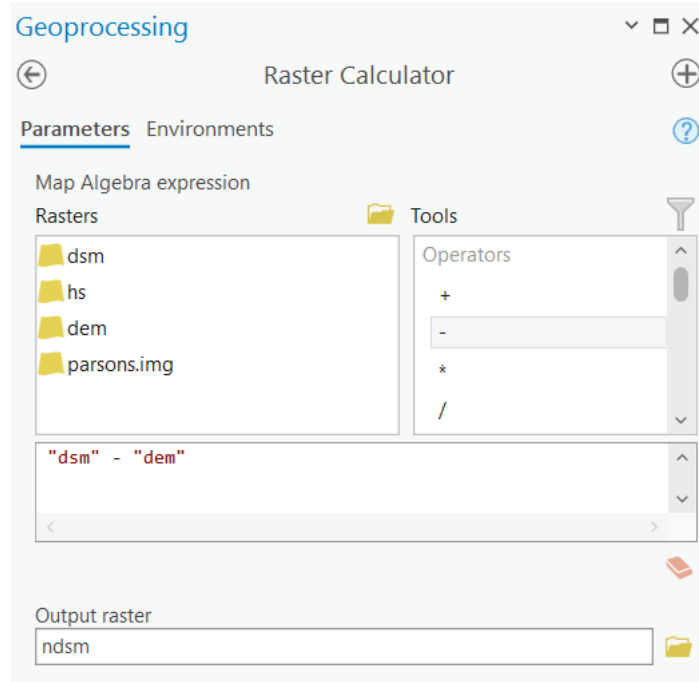 Geoprocessing
Raster Calculator
Parameters Environments
Map Algebra expression
Rasters
Tools
dsm
hs
dem
parsons.img
Operators
+
-
*
/
"dsm" - "dem"
Output raster
ndsm